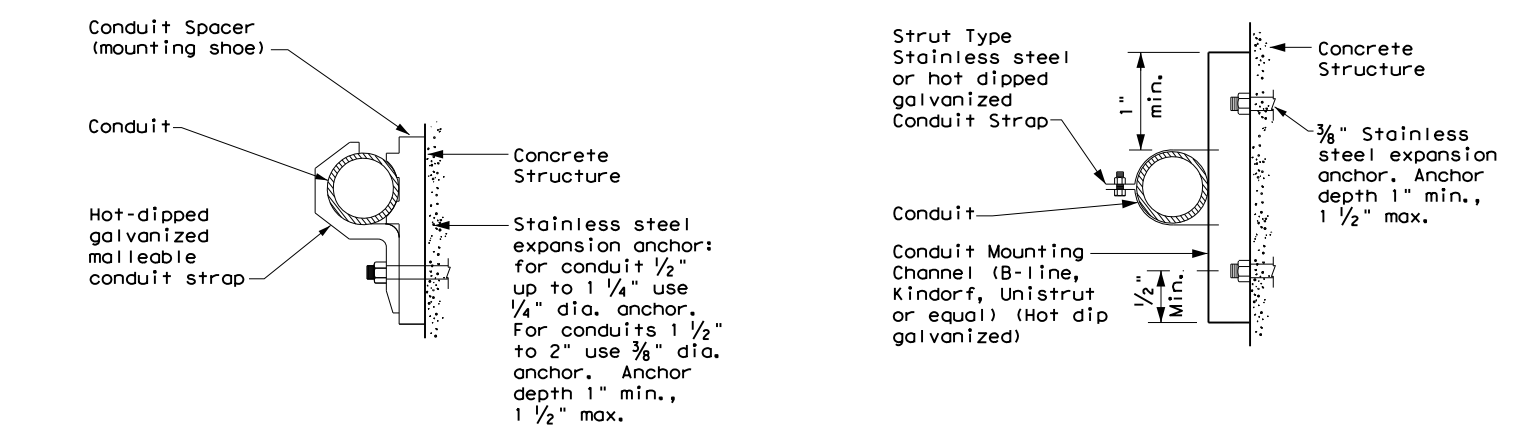 Conduit Spacer
(mounting shoe)
Conduit
Hot-dipped
galvanized
malleable
conduit strap
Concrete
Structure
Stainless steel
expansion anchor:
for conduit 1/2"
up to 1 1/4" use
1/4" dia. anchor.
For conduits 1 1/2"
to 2" use 3/8" dia.
anchor. Anchor
depth 1" min.,
1 1/2" max.
Strut Type
Stainless steel
or hot dipped
galvanized
Conduit Strap
Conduit
Conduit Mounting
Channel (B-line,
Kindorf, Unistrut
or equal) (Hot dip
galvanized)
1"
min.
1/2"
Min.
Concrete
Structure
3/8" Stainless
steel expansion
anchor. Anchor
depth 1" min.,
1 1/2" max.